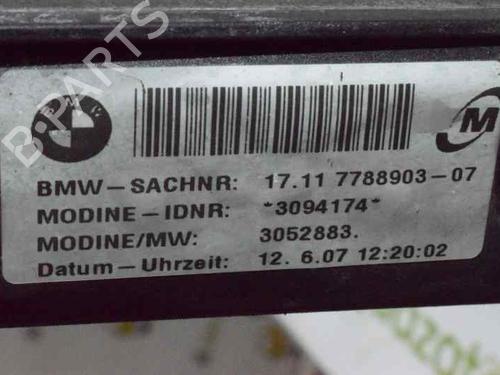 B-PARTS
BMW
M
BMW-SACHNR: 17.11 7788903-07
MODINE-IDNR: *3094174*
MODINE/MW: 3052883.
Datum-Uhrzeit: 12. 6.07 12:20:02